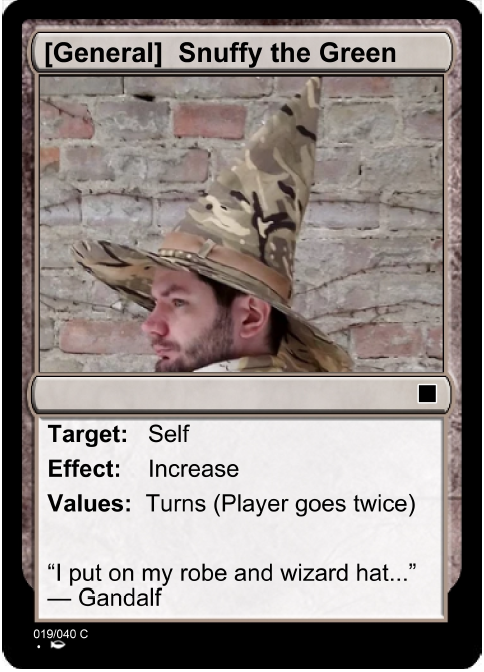 [General] Snuffy the Green
Target: Self
Effect: Increase
Values: Turns (Player goes twice)
“I put on my robe and wizard hat...”
— Gandalf
019/040 C